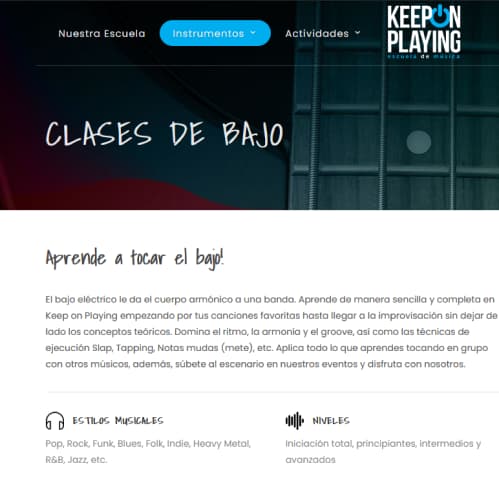 Nuestra Escuela
Instrumentos
Actividades
KEEPON
PLAYING
escuela de música
CLASES DE BAJO
Aprende a tocar el bajo!
El bajo eléctrico le da el cuerpo armónico a una banda. Aprende de manera sencilla y completa en
Keep on Playing empezando por tus canciones favoritas hasta llegar a la improvisación sin dejar de
lado los conceptos teóricos. Domina el ritmo, la armonía y el groove, así como las técnicas de
ejecución Slap, Tapping, Notas mudas (mete), etc. Aplica todo lo que aprendes tocando en grupo
con otros músicos, además, súbete al escenario en nuestros eventos y disfruta con nosotros.
ESTILOS MUSICALES
Pop, Rock, Funk, Blues, Folk, Indie, Heavy Metal,
R&B, Jazz, etc.
NIVELES
Iniciación total, principiantes, intermedios y
avanzados